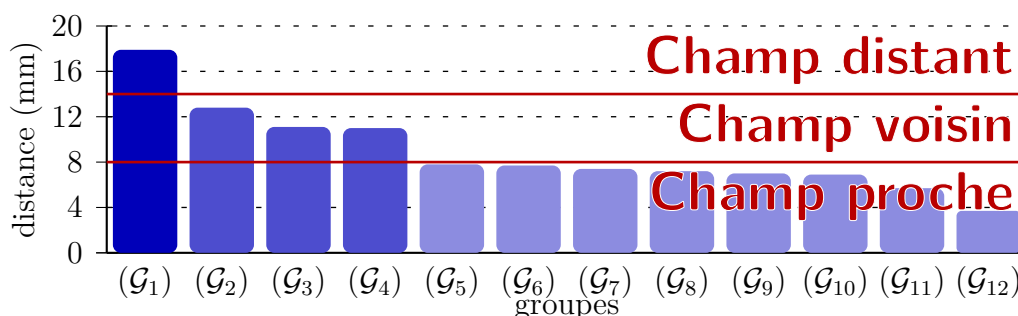 20
16
12
8
4
0
distance (mm)
Champ distant
Champ voisin
Champ proche
(𝒢₁) (𝒢₂) (𝒢₃) (𝒢₄) (𝒢₅) (𝒢₆) (𝒢₇) (𝒢₈) (𝒢₉) (𝒢₁₀) (𝒢₁₁) (𝒢₁₂)
groupes